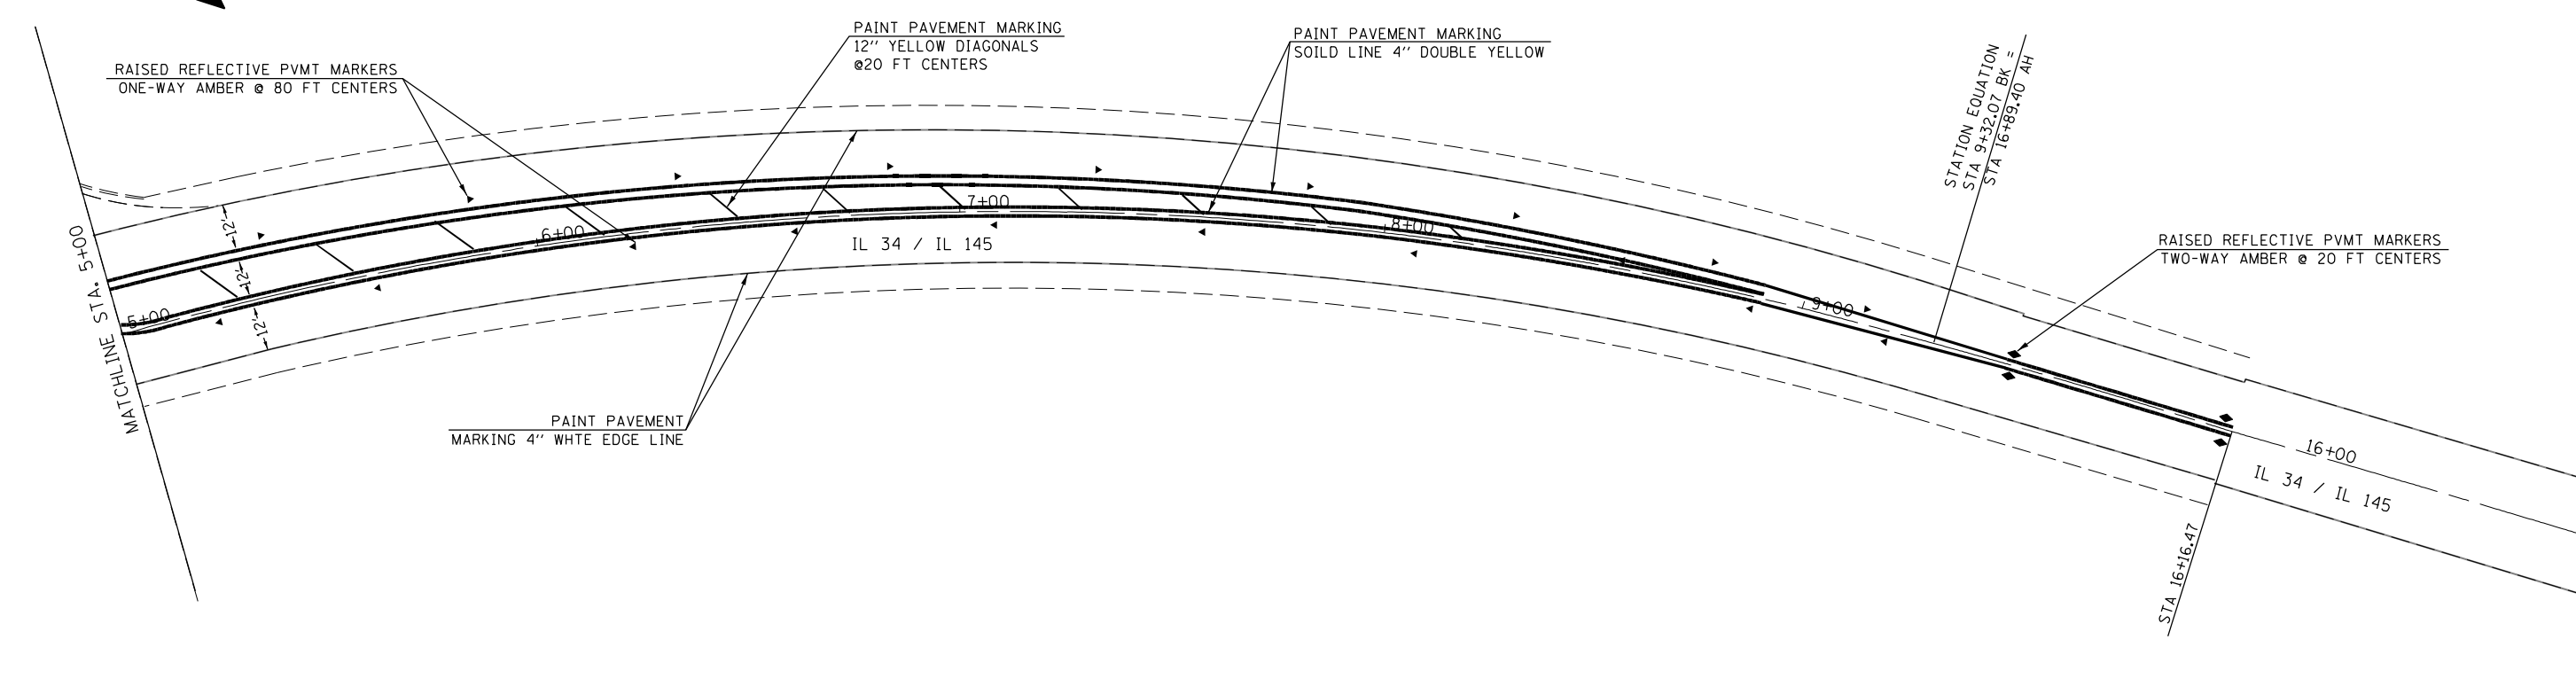 RAISED REFLECTIVE PVMT MARKERS
ONE-WAY AMBER @ 80 FT CENTERS
PAINT PAVEMENT MARKING
12" YELLOW DIAGONALS
@20 FT CENTERS
PAINT PAVEMENT MARKING
SOILD LINE 4" DOUBLE YELLOW
STATION EQUATION
STA 9+32.07 BK =
STA 16+89.40 AH
RAISED REFLECTIVE PVMT MARKERS
TWO-WAY AMBER @ 20 FT CENTERS
MATCHLINE STA. 5+00
12'
12'
12'
5+00
6+00
7+00
8+00
9+00
16+00
IL 34 / IL 145
IL 34 / IL 145
PAINT PAVEMENT
MARKING 4" WHTE EDGE LINE
STA 16+16.47